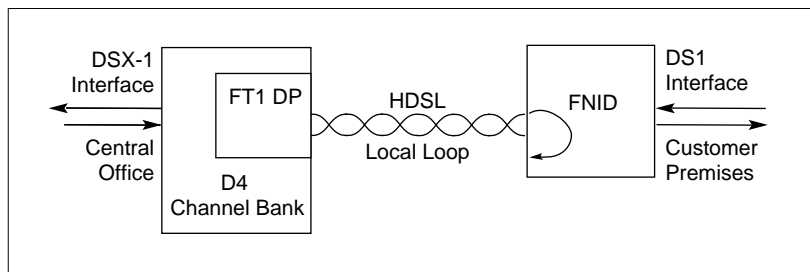 DSX-1
Interface
Central
Office
FT1 DP
D4
Channel Bank
HDSL
Local Loop
FNID
DS1
Interface
Customer
Premises